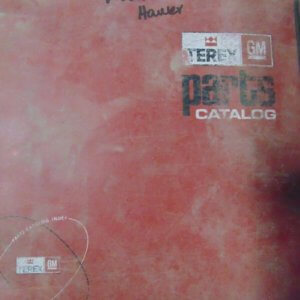 Hauler
TEREX GM
parts
CATALOG
TEREX GM